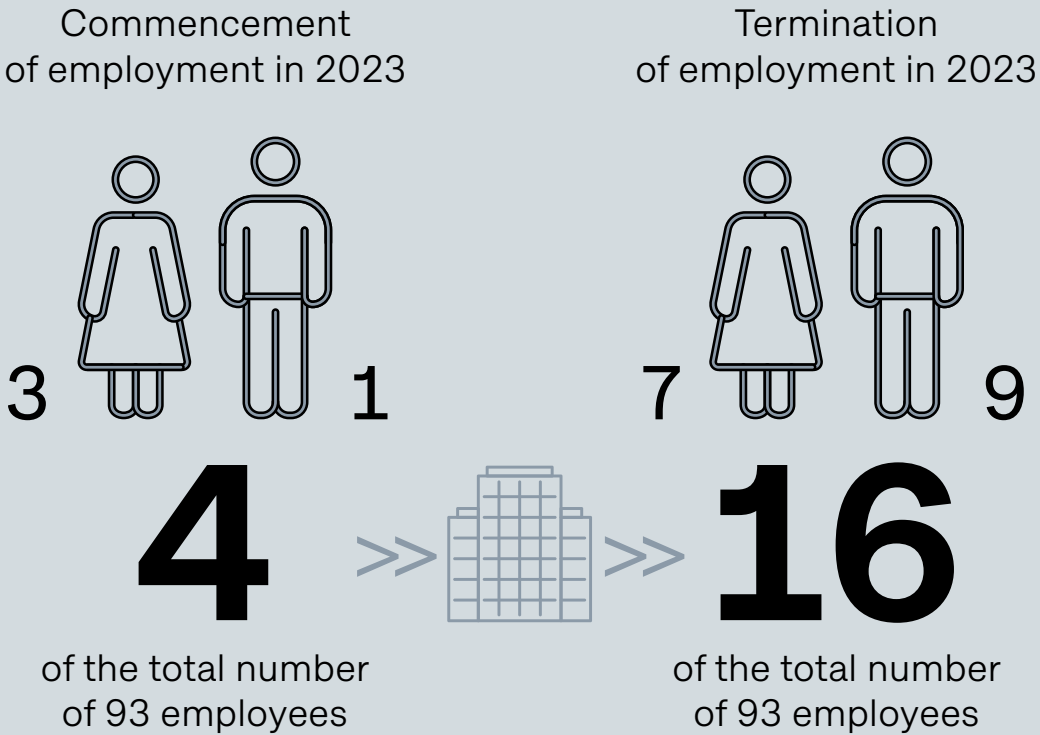 Commencement
of employment in 2023
3
1
4
of the total number
of 93 employees
>>
>>
Termination
of employment in 2023
7
9
16
of the total number
of 93 employees